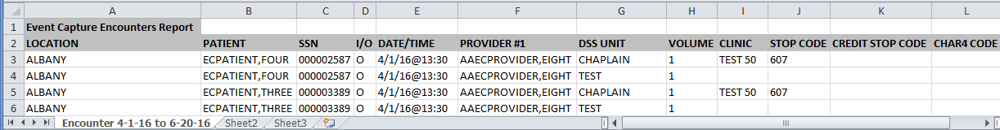 A B C D E F G H I J K L
1 Event Capture Encounters Report
2 LOCATION PATIENT SSN I/O DATE/TIME PROVIDER #1 DSS UNIT VOLUME CLINIC STOP CODE CREDIT STOP CODE CHAR4 CODE
3 ALBANY ECPATIENT,FOUR 000002587 O 4/1/16@13:30 AAECPROVIDER,EIGHT CHAPLAIN 1 TEST 50 607
4 ALBANY ECPATIENT,FOUR 000002587 O 4/1/16@13:30 AAECPROVIDER,EIGHT TEST 1
5 ALBANY ECPATIENT,THREE 000003389 O 4/1/16@13:30 AAECPROVIDER,EIGHT CHAPLAIN 1 TEST 50 607
6 ALBANY ECPATIENT,THREE 000003389 O 4/1/16@13:30 AAECPROVIDER,EIGHT TEST 1
Encounter 4-1-16 to 6-20-16 Sheet2 Sheet3